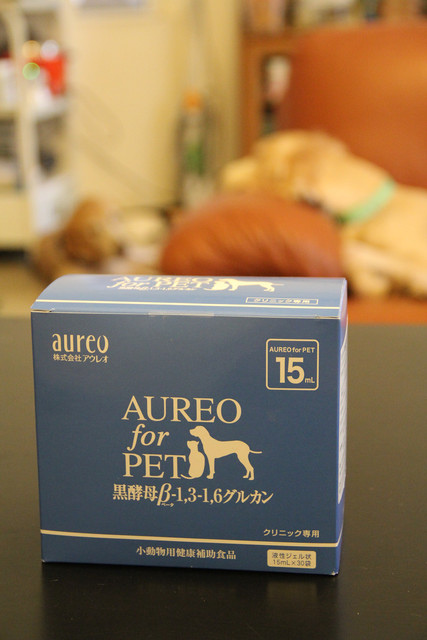 AUREO
for
PET
クリニック専用
aureo
株式会社アウレオ
AUREO for PET
15mL
AUREO
for
PET
黒酵母β-1,3-1,6グルカン
ベータ
クリニック専用
小動物用健康補助食品
液性ジェル状
15mL×30袋